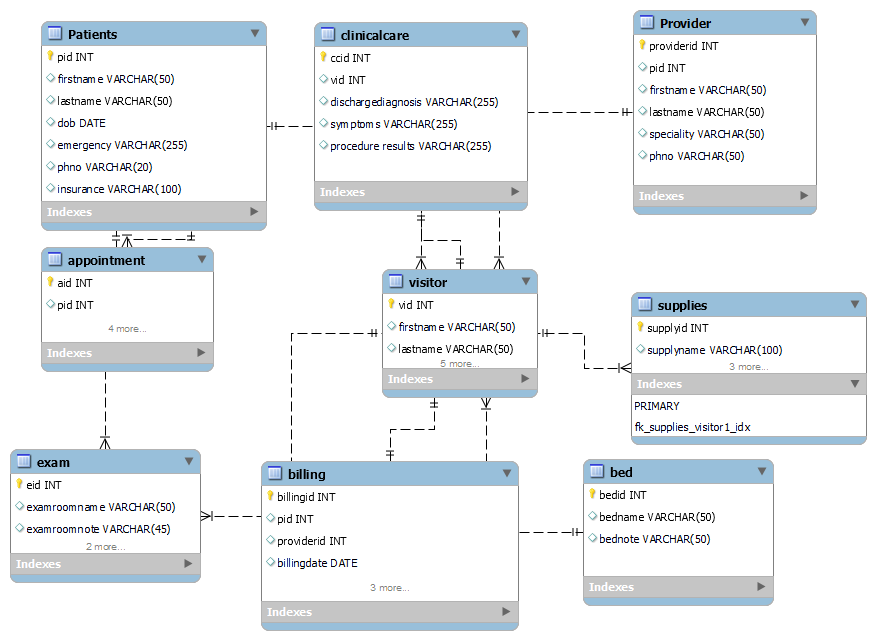 Patients
pid INT
firstname VARCHAR(50)
lastname VARCHAR(50)
dob DATE
emergency VARCHAR(255)
phno VARCHAR(20)
insurance VARCHAR(100)
Indexes
clinicalcare
ccid INT
vid INT
dischargediagnosis VARCHAR(255)
symptoms VARCHAR(255)
procedure results VARCHAR(255)
Indexes
Provider
providerid INT
pid INT
firstname VARCHAR(50)
lastname VARCHAR(50)
speciality VARCHAR(50)
phno VARCHAR(50)
Indexes
appointment
aid INT
pid INT
4 more...
Indexes
visitor
vid INT
firstname VARCHAR(50)
lastname VARCHAR(50)
5 more...
Indexes
supplies
supplyid INT
supplyname VARCHAR(100)
3 more...
Indexes
PRIMARY
fk_supplies_visitor1_idx
exam
eid INT
examroomname VARCHAR(50)
examroomnote VARCHAR(45)
2 more...
Indexes
billing
billingid INT
pid INT
providerid INT
billingdate DATE
3 more...
Indexes
bed
bedid INT
bedname VARCHAR(50)
bednote VARCHAR(50)
Indexes